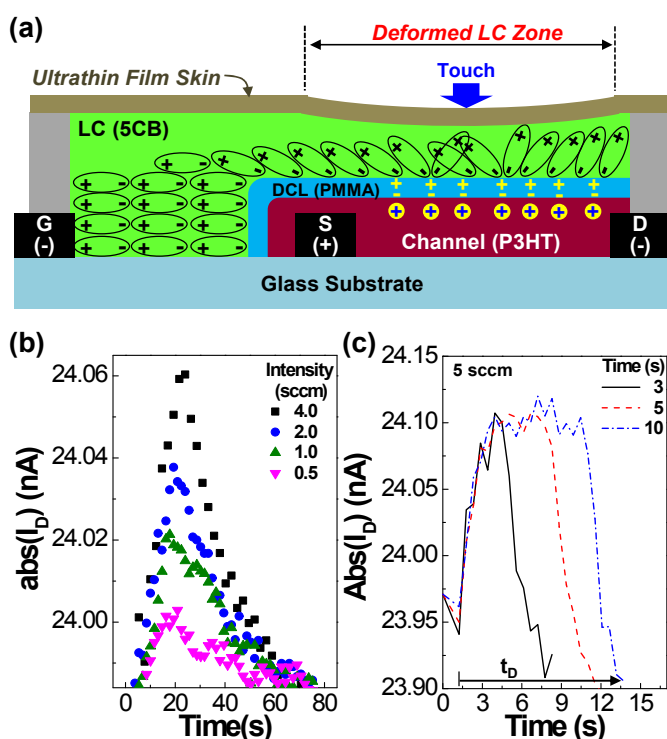 (a)
Deformed LC Zone
Ultrathin Film Skin
Touch
LC (5CB)
DCL (PMMA)
G
(-)
S
(+)
Channel (P3HT)
D
(-)
Glass Substrate
(b)
24.06
24.04
24.02
24.00
abs(I_D) (nA)
Intensity
(sccm)
4.0
2.0
1.0
0.5
0 20 40 60 80
Time(s)
(c)
24.15
24.10
24.05
24.00
23.95
23.90
Abs(I_D) (nA)
5 sccm
Time (s)
3
5
10
t_D
0 3 6 9 12 15
Time (s)